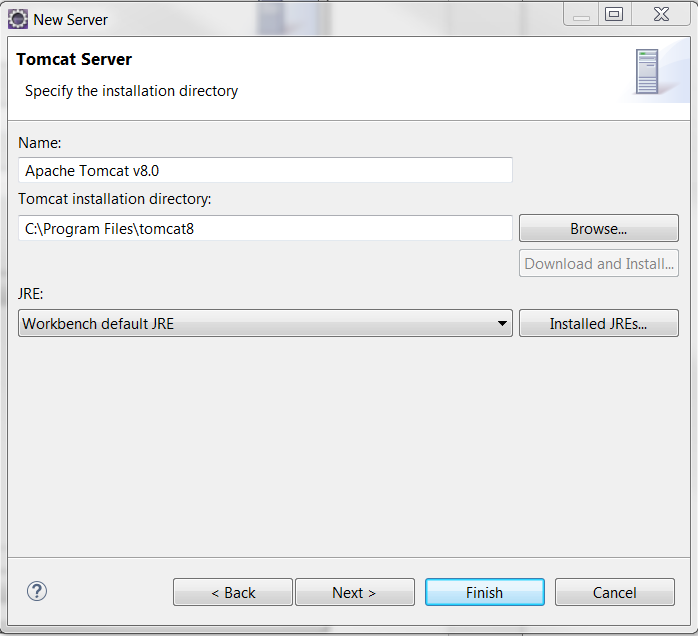 New Server
Tomcat Server
Specify the installation directory
Name:
Apache Tomcat v8.0
Tomcat installation directory:
C:\Program Files\tomcat8
Browse...
Download and Install...
JRE:
Workbench default JRE
Installed JREs...
?
< Back
Next >
Finish
Cancel